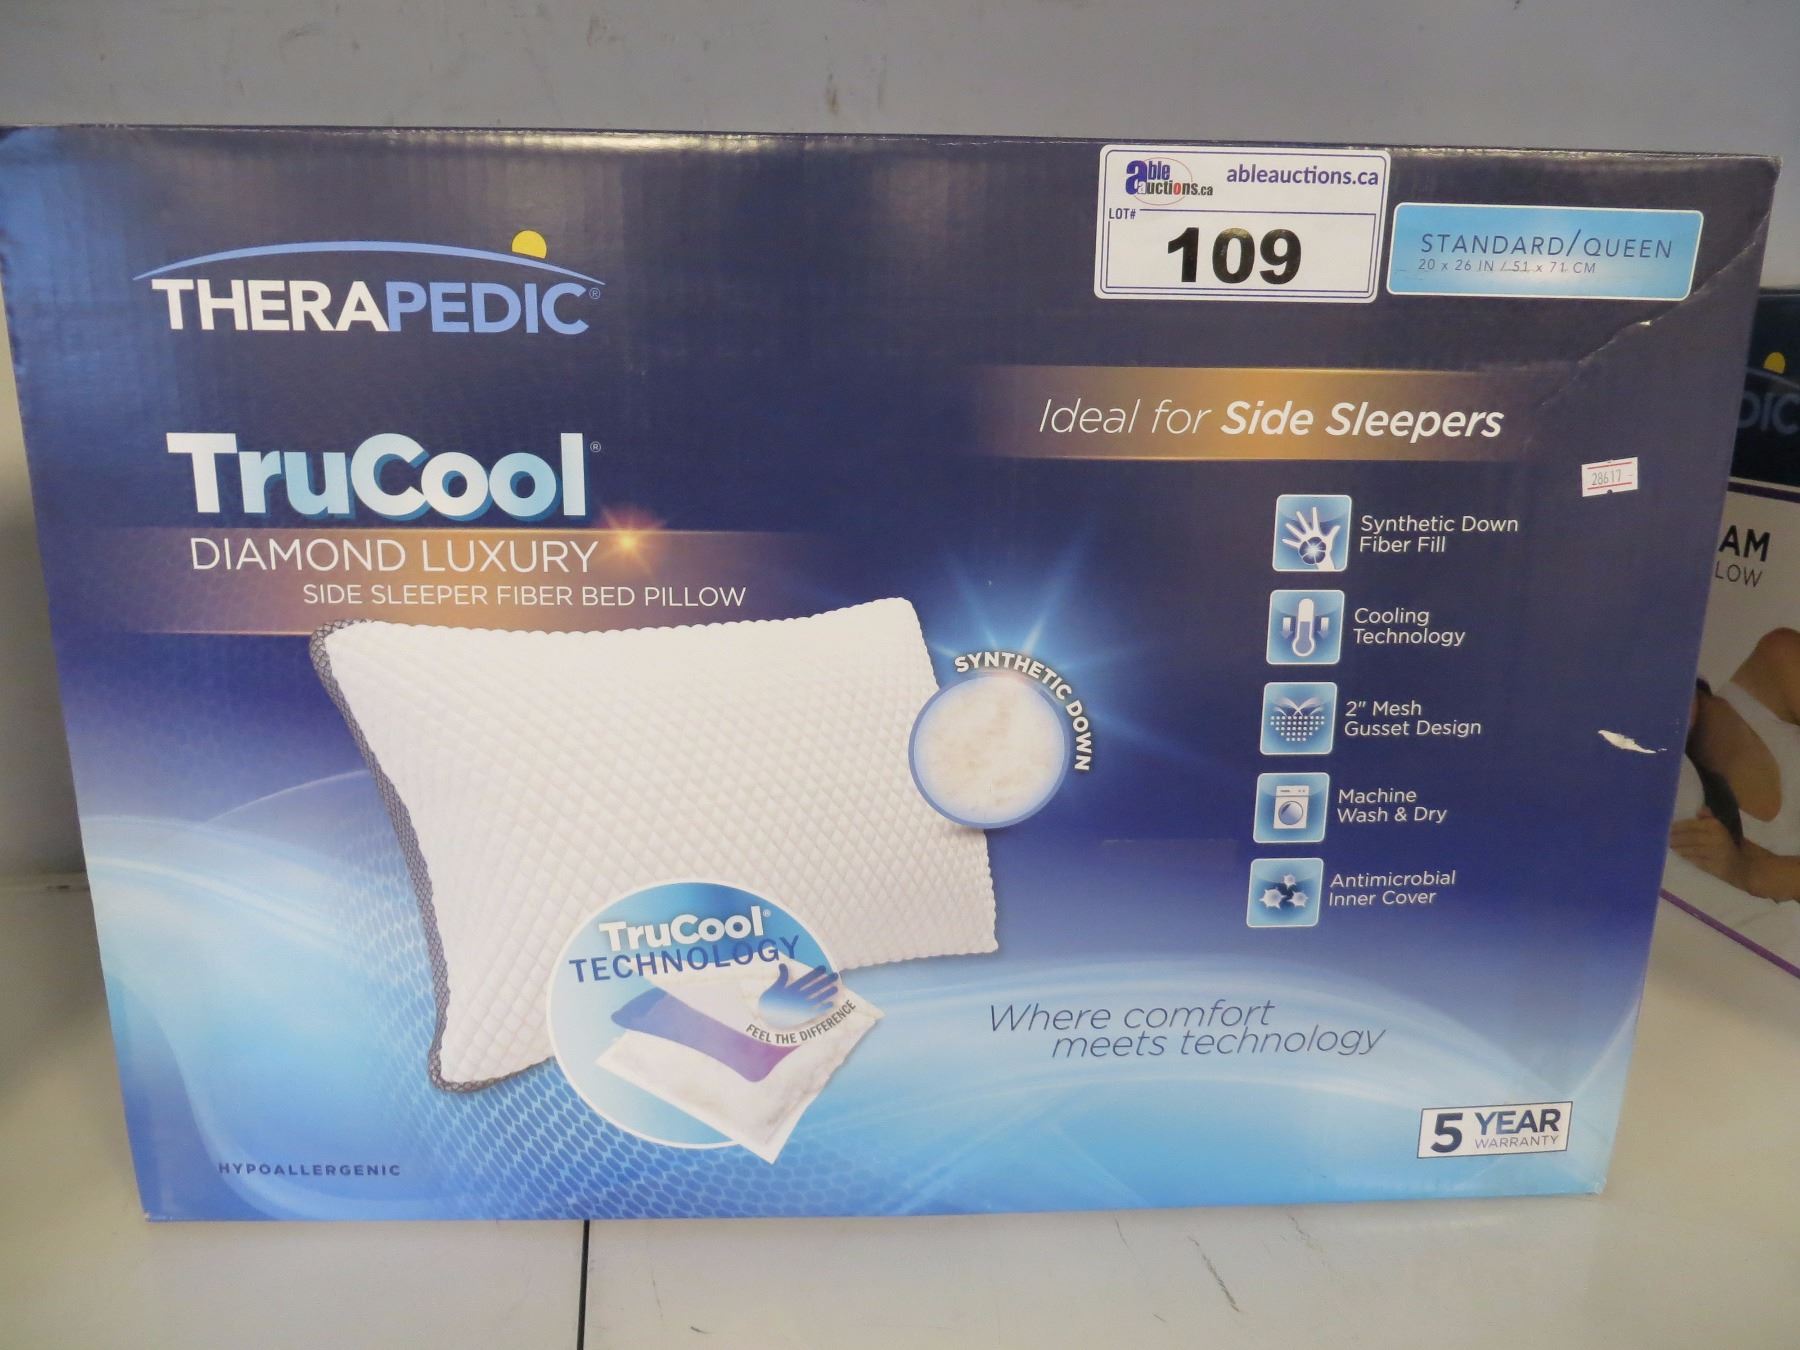 able
auctions.ca
ableauctions.ca
LOT#
109
STANDARD/QUEEN
20 x 26 IN / 51 x 71 CM
THERAPEDIC®
Ideal for Side Sleepers
TruCool®
DIAMOND LUXURY
SIDE SLEEPER FIBER BED PILLOW
28617
Synthetic Down
Fiber Fill
Cooling
Technology
2" Mesh
Gusset Design
Machine
Wash & Dry
Antimicrobial
Inner Cover
SYNTHETIC DOWN
TruCool®
TECHNOLOGY
FEEL THE DIFFERENCE
Where comfort
meets technology
5 YEAR
WARRANTY
HYPOALLERGENIC
DIC
AM
LOW